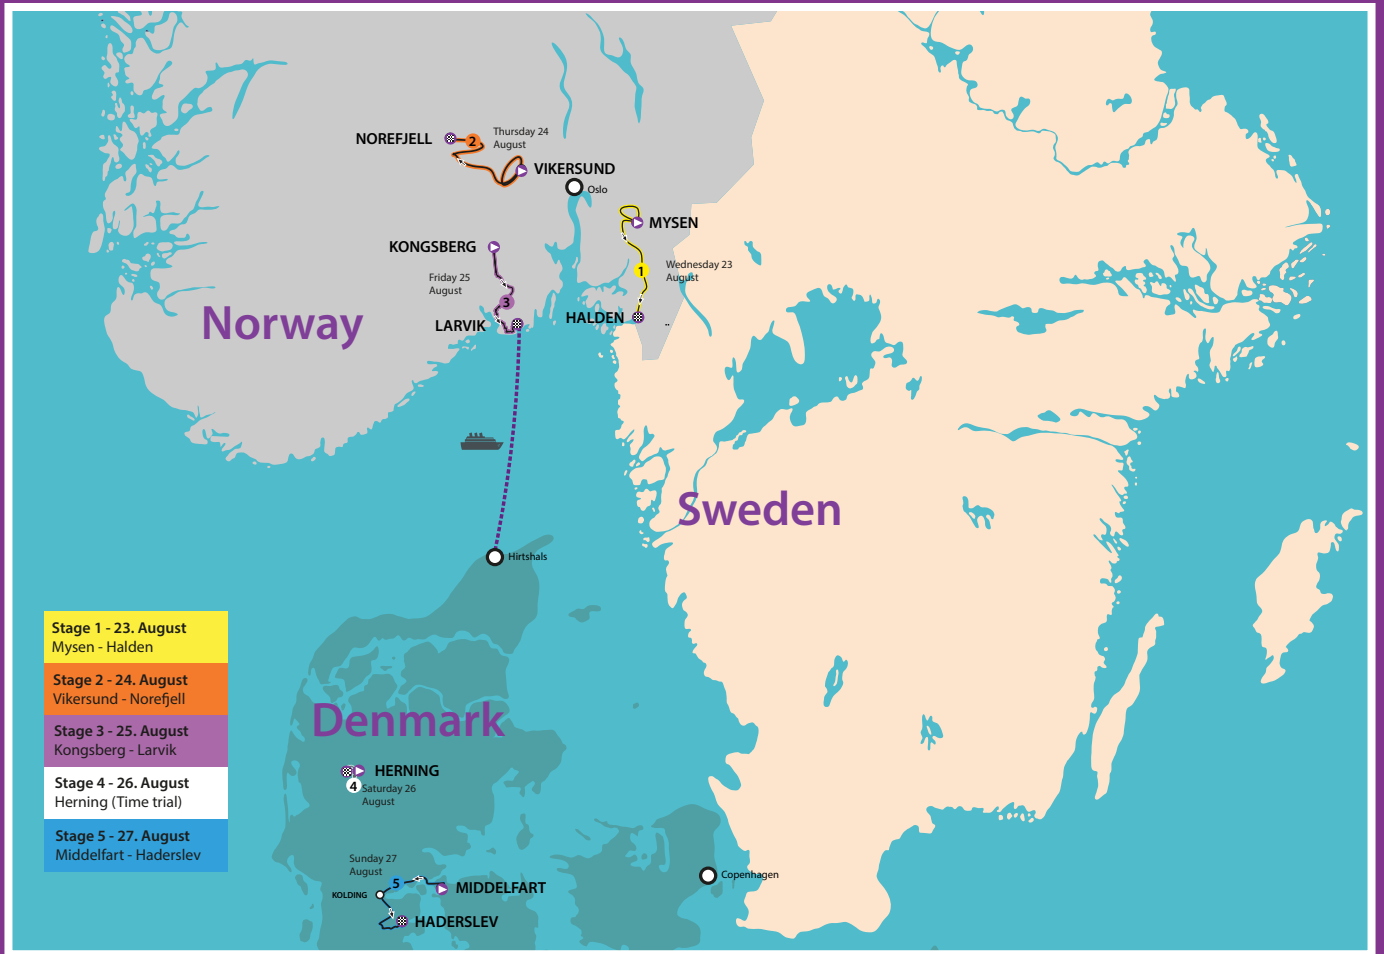 NOREFJELL
2
Thursday 24
August
VIKERSUND
Oslo
MYSEN
KONGSBERG
Friday 25
August
3
1
Wednesday 23
August
Norway
LARVIK
HALDEN
Sweden
Hirtshals
Stage 1 - 23. August
Mysen - Halden
Stage 2 - 24. August
Vikersund - Norefjell
Stage 3 - 25. August
Kongsberg - Larvik
Stage 4 - 26. August
Herning (Time trial)
Stage 5 - 27. August
Middelfart - Haderslev
Denmark
HERNING
4
Saturday 26
August
Sunday 27
August
5
KOLDING
MIDDELFART
HADERSLEV
Copenhagen